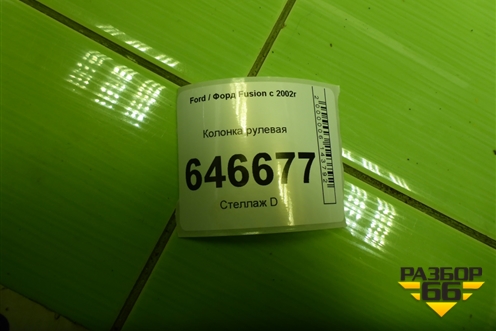 Ford / Форд Fusion с 2002г
Колонка рулевая
646677
Стеллаж D
РАЗБОР
66